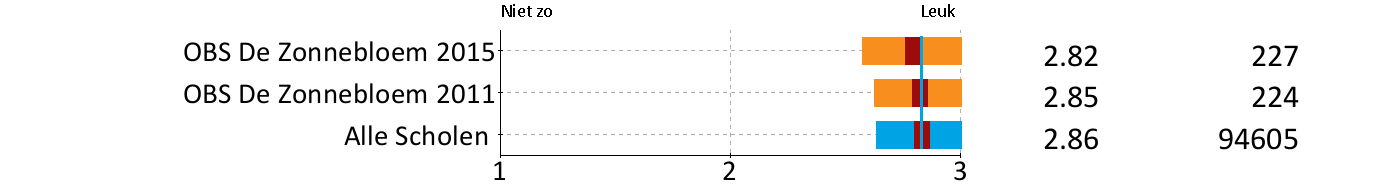 Niet zo Leuk
OBS De Zonnebloem 2015 2.82 227
OBS De Zonnebloem 2011 2.85 224
Alle Scholen 2.86 94605
1 2 3